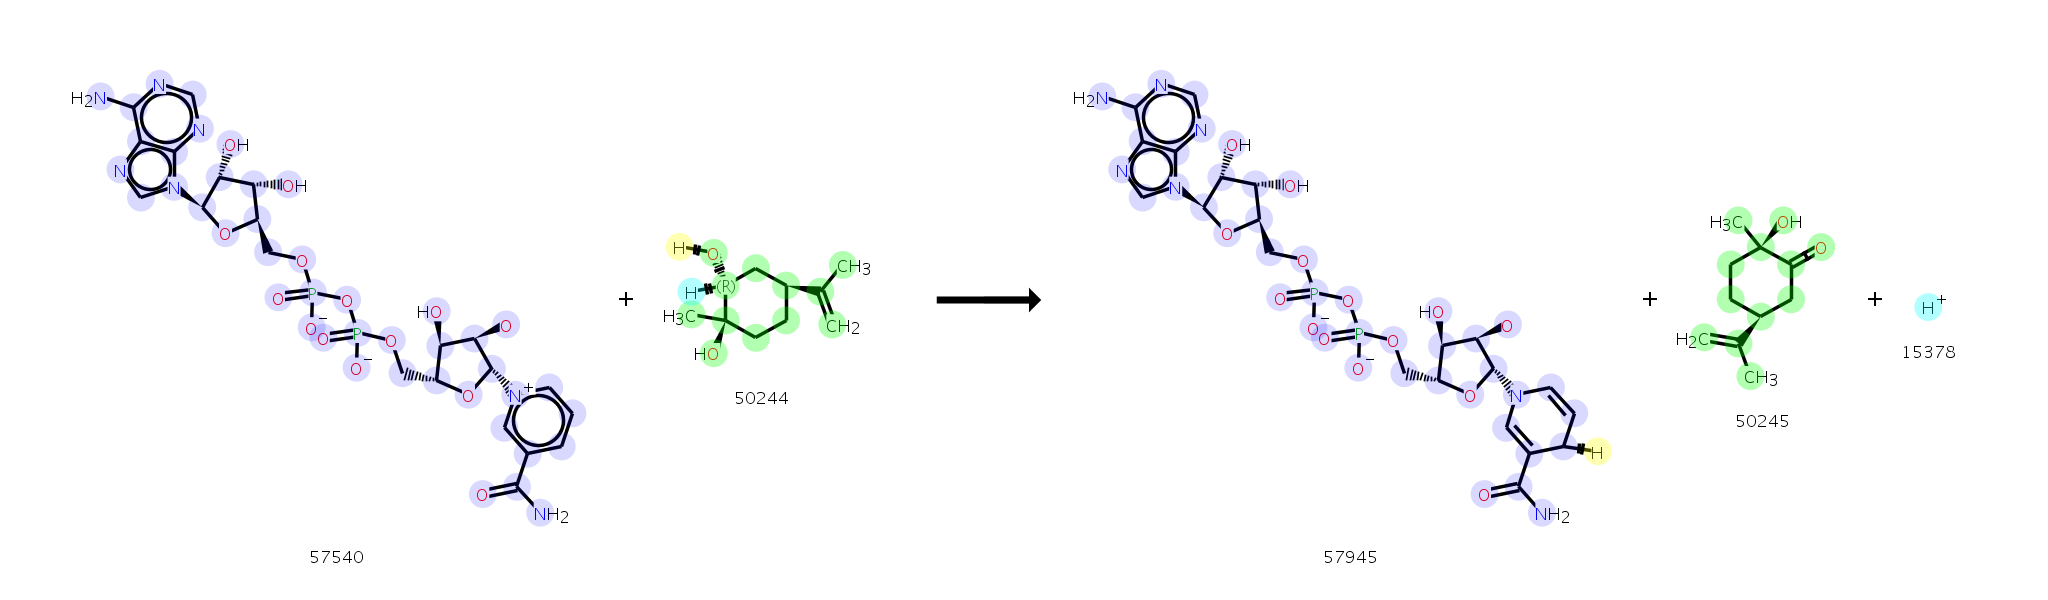 N
H2N
N
N
N
OH
OH
O
O
O
P
O
O−
O
P
O
O−
HO
O
O
N+
O
NH2
57540
+
H
O
H
(R)
H3C
HO
CH3
CH2
50244
N
H2N
N
N
N
OH
OH
O
O
O
P
O
O−
O
P
O
O−
HO
O
O
N
H
O
NH2
57945
+
H3C
OH
O
H2C
CH3
50245
+
H+
15378